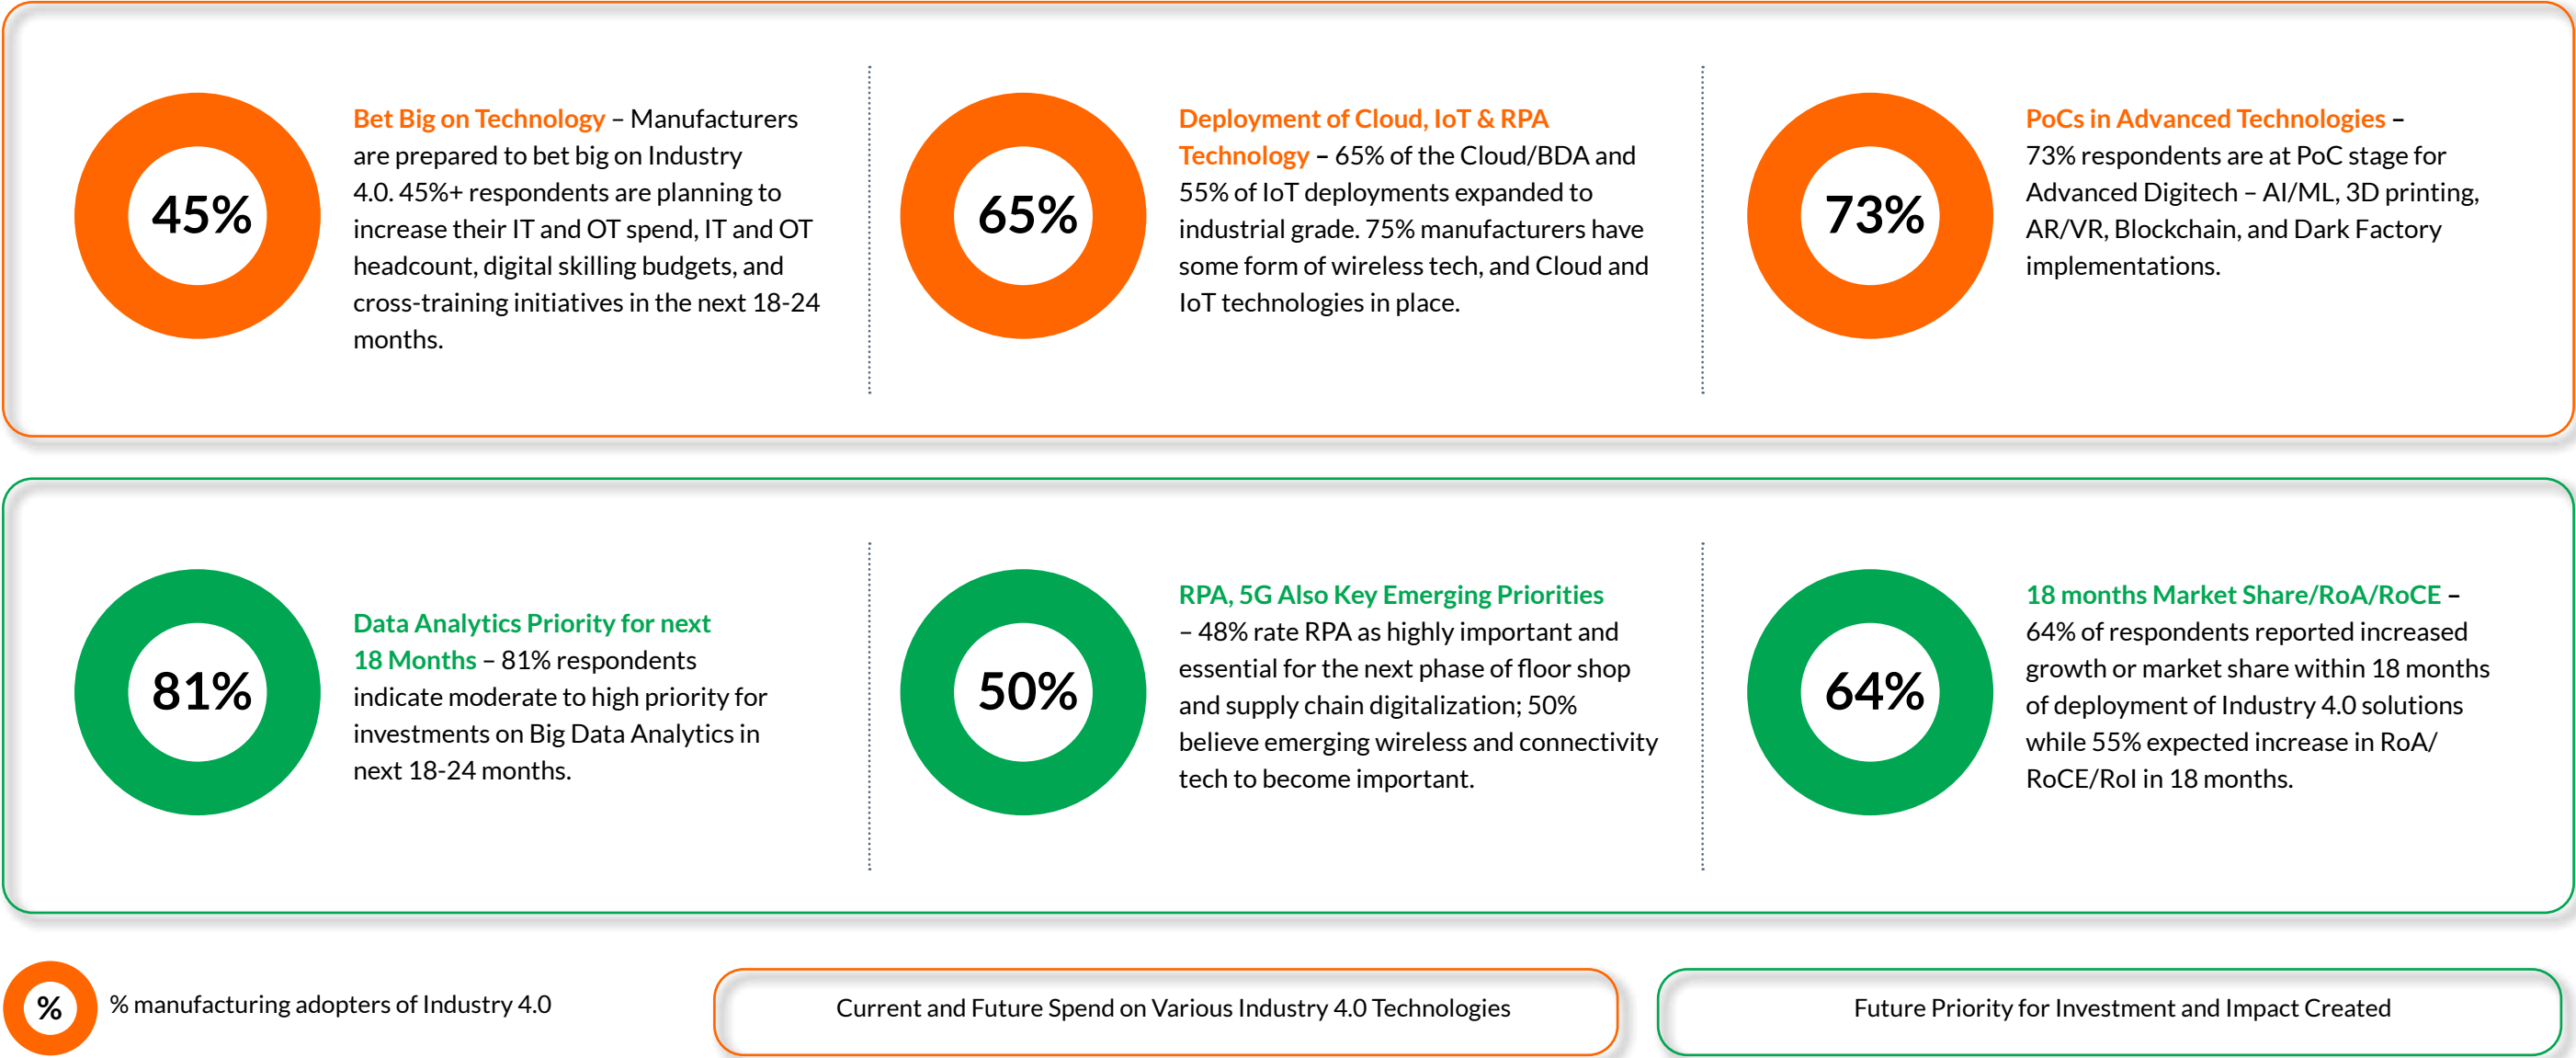 45%
Bet Big on Technology – Manufacturers
are prepared to bet big on Industry
4.0. 45%+ respondents are planning to
increase their IT and OT spend, IT and OT
headcount, digital skilling budgets, and
cross-training initiatives in the next 18-24
months.
65%
Deployment of Cloud, IoT & RPA
Technology – 65% of the Cloud/BDA and
55% of IoT deployments expanded to
industrial grade. 75% manufacturers have
some form of wireless tech, and Cloud and
IoT technologies in place.
73%
PoCs in Advanced Technologies –
73% respondents are at PoC stage for
Advanced Digitech – AI/ML, 3D printing,
AR/VR, Blockchain, and Dark Factory
implementations.
81%
Data Analytics Priority for next
18 Months – 81% respondents
indicate moderate to high priority for
investments on Big Data Analytics in
next 18-24 months.
50%
RPA, 5G Also Key Emerging Priorities
– 48% rate RPA as highly important and
essential for the next phase of floor shop
and supply chain digitalization; 50%
believe emerging wireless and connectivity
tech to become important.
64%
18 months Market Share/RoA/RoCE –
64% of respondents reported increased
growth or market share within 18 months
of deployment of Industry 4.0 solutions
while 55% expected increase in RoA/
RoCE/RoI in 18 months.
%
% manufacturing adopters of Industry 4.0
Current and Future Spend on Various Industry 4.0 Technologies
Future Priority for Investment and Impact Created